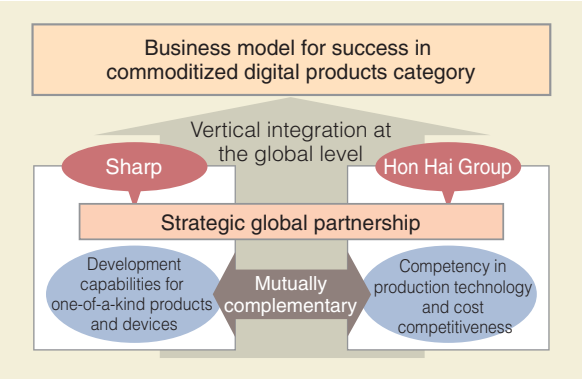 Business model for success in
commoditized digital products category
Vertical integration at
the global level
Sharp
Hon Hai Group
Strategic global partnership
Development
capabilities for
one-of-a-kind products
and devices
Mutually
complementary
Competency in
production technology
and cost
competitiveness